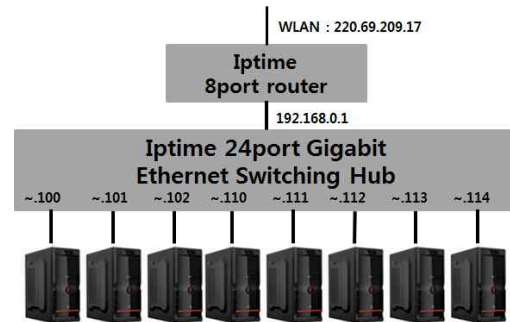 WLAN : 220.69.209.17
Iptime
8port router
192.168.0.1
Iptime 24port Gigabit
Ethernet Switching Hub
~.100 ~.101 ~.102 ~.110 ~.111 ~.112 ~.113 ~.114